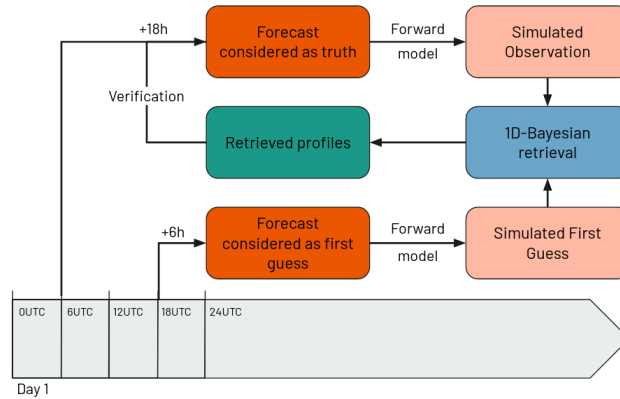 +18h
Forecast
considered as truth
Forward
model
Simulated
Observation
Verification
Retrieved profiles
1D-Bayesian
retrieval
+6h
Forecast
considered as first
guess
Forward
model
Simulated First
Guess
0UTC
6UTC
12UTC
18UTC
24UTC
Day 1